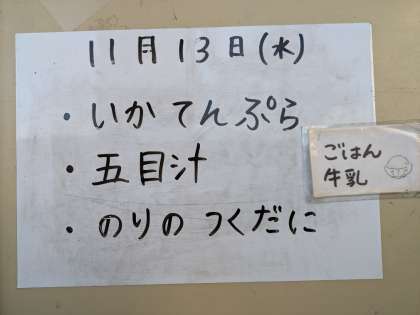 11月13日(水)
・いかてんぷら
・五目汁
・のりのつくだに
ごはん
牛乳